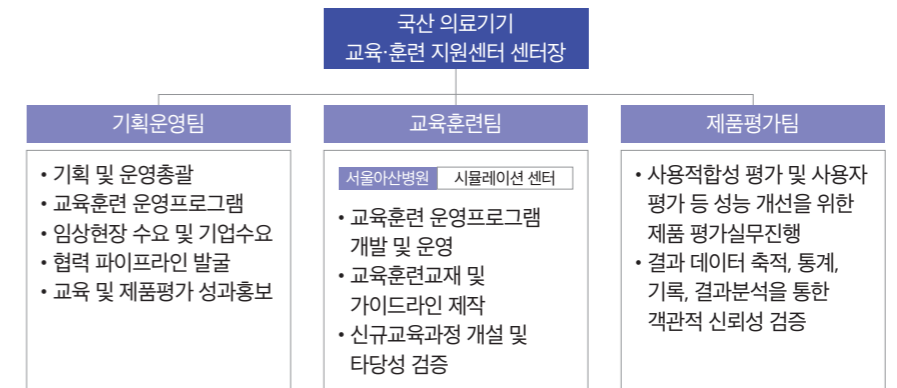 국산 의료기기
교육·훈련 지원센터 센터장
기획운영팀
• 기획 및 운영총괄
• 교육훈련 운영프로그램
• 임상현장 수요 및 기업수요
• 협력 파이프라인 발굴
• 교육 및 제품평가 성과홍보
교육훈련팀
서울아산병원 시뮬레이션 센터
• 교육훈련 운영프로그램
개발 및 운영
• 교육훈련교재 및
가이드라인 제작
• 신규교육과정 개설 및
타당성 검증
제품평가팀
• 사용적합성 평가 및 사용자
평가 등 성능 개선을 위한
제품 평가실무진행
• 결과 데이터 축적, 통계,
기록, 결과분석을 통한
객관적 신뢰성 검증